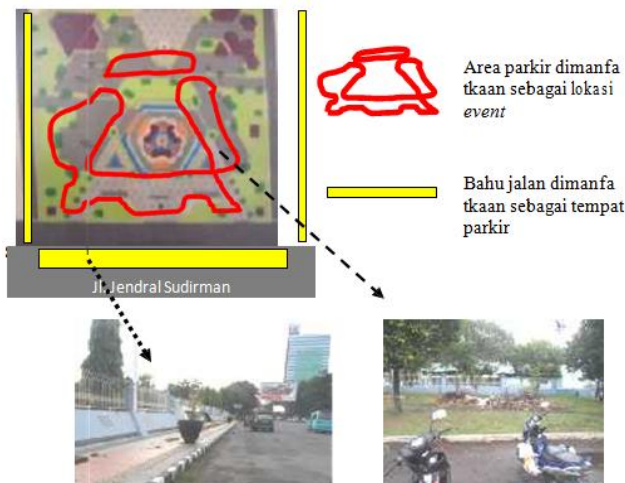 Area parkir dimanfa
tkaan sebagai lokasi
event
Bahu jalan dimanfa
tkaan sebagai tempat
parkir
Jl. Jendral Sudirman